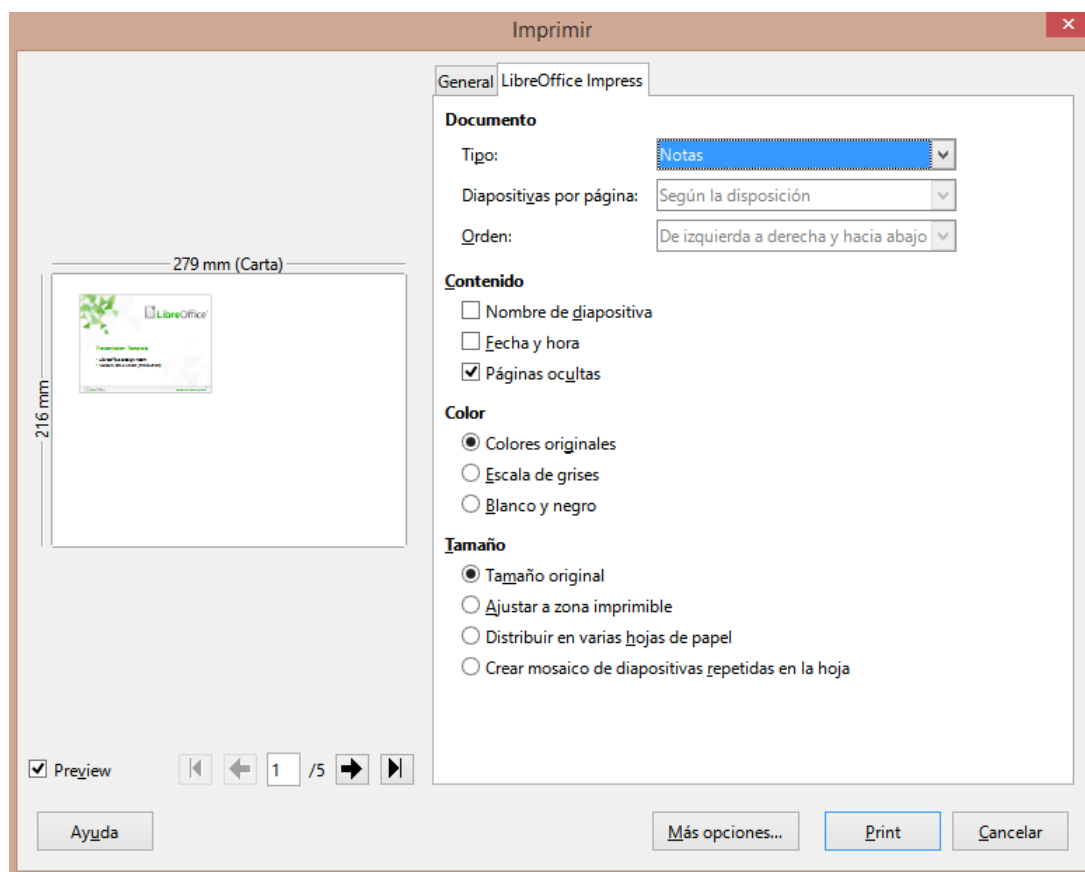 Imprimir
General
LibreOffice Impress
Documento
Tipo:
Notas
Diapositivas por página:
Según la disposición
Orden:
De izquierda a derecha y hacia abajo
279 mm (Carta)
216 mm
LibreOffice
Contenido
Nombre de diapositiva
Fecha y hora
Páginas ocultas
Color
Colores originales
Escala de grises
Blanco y negro
Tamaño
Tamaño original
Ajustar a zona imprimible
Distribuir en varias hojas de papel
Crear mosaico de diapositivas repetidas en la hoja
Preview
1 /5
Ayuda
Más opciones...
Print
Cancelar